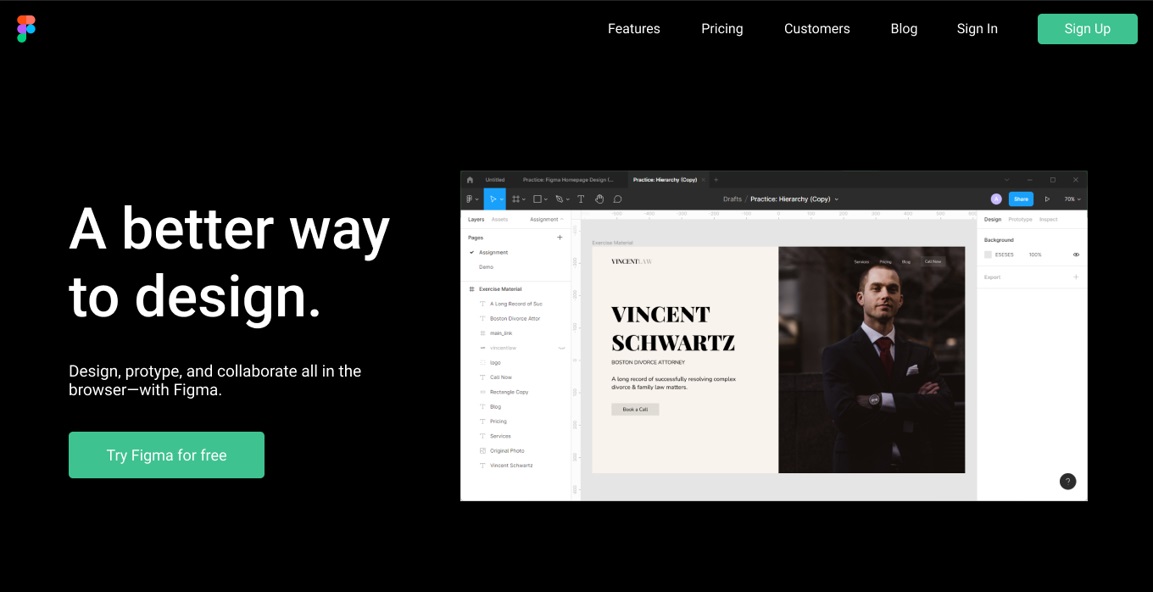 Features Pricing Customers Blog Sign In Sign Up
A better way
to design.
Design, protype, and collaborate all in the
browser—with Figma.
Try Figma for free
Untitled Practice: Figma Homepage Design (... Practice: Hierarchy (Copy)
Drafts / Practice: Hierarchy (Copy)
Share
70%
Layers Assets Assignment
Pages
Assignment
Demo
Exercise Material
A Long Record of Suc
Boston Divorce Attor
main_link
vincentlaw
logo
Call Now
Rectangle Copy
Blog
Pricing
Services
Original Photo
Vincent Schwartz
Exercise Material
VINCENTLAW
Services Pricing Blog Call Now
VINCENT
SCHWARTZ
BOSTON DIVORCE ATTORNEY
A long record of successfully resolving complex
divorce & family law matters.
Book a Call
Design Prototype Inspect
Background
E5E5E5 100%
Export
?